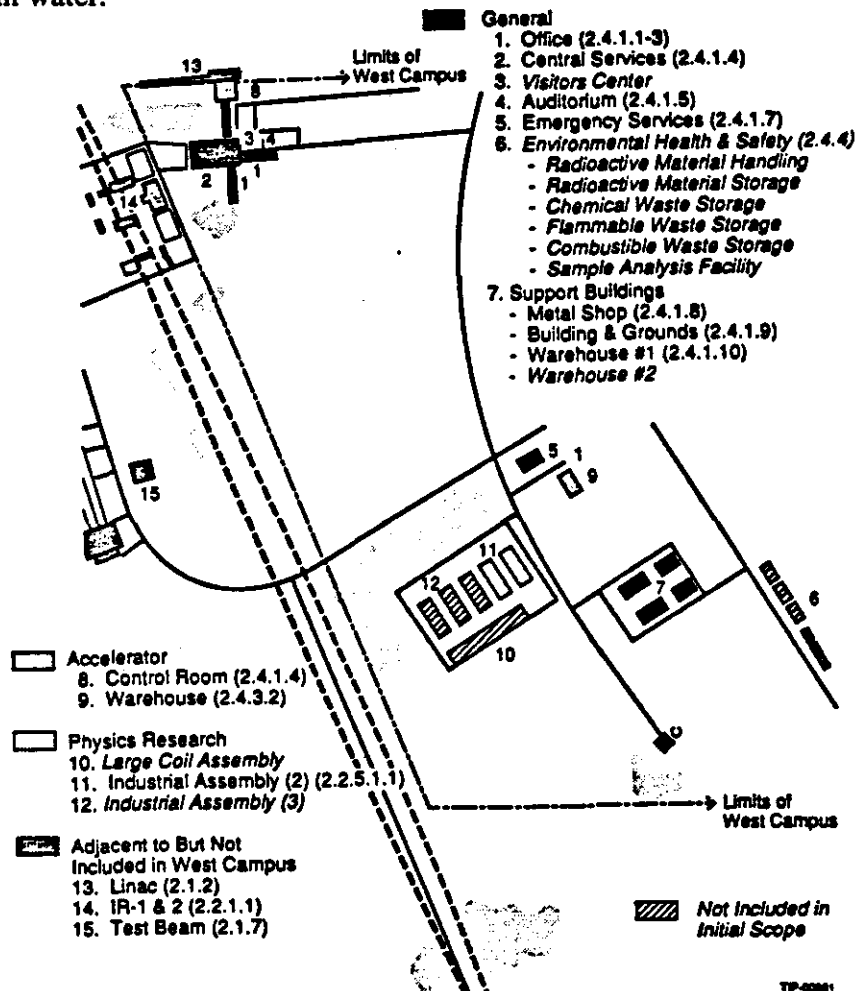 in water.
General
1. Office (2.4.1.1-3)
2. Central Services (2.4.1.4)
3. Visitors Center
4. Auditorium (2.4.1.5)
5. Emergency Services (2.4.1.7)
6. Environmental Health & Safety (2.4.4)
- Radioactive Material Handling
- Radioactive Material Storage
- Chemical Waste Storage
- Flammable Waste Storage
- Combustible Waste Storage
- Sample Analysis Facility
7. Support Buildings
- Metal Shop (2.4.1.8)
- Building & Grounds (2.4.1.9)
- Warehouse #1 (2.4.1.10)
- Warehouse #2
13
Limits of
West Campus
8
3
4
2
1
1
14
15
5
1
9
11
12
10
7
6
C
Accelerator
8. Control Room (2.4.1.4)
9. Warehouse (2.4.3.2)
Physics Research
10. Large Coil Assembly
11. Industrial Assembly (2) (2.2.5.1.1)
12. Industrial Assembly (3)
Adjacent to But Not
Included in West Campus
13. Linac (2.1.2)
14. IR-1 & 2 (2.2.1.1)
15. Test Beam (2.1.7)
Limits of
West Campus
Not Included in
Initial Scope